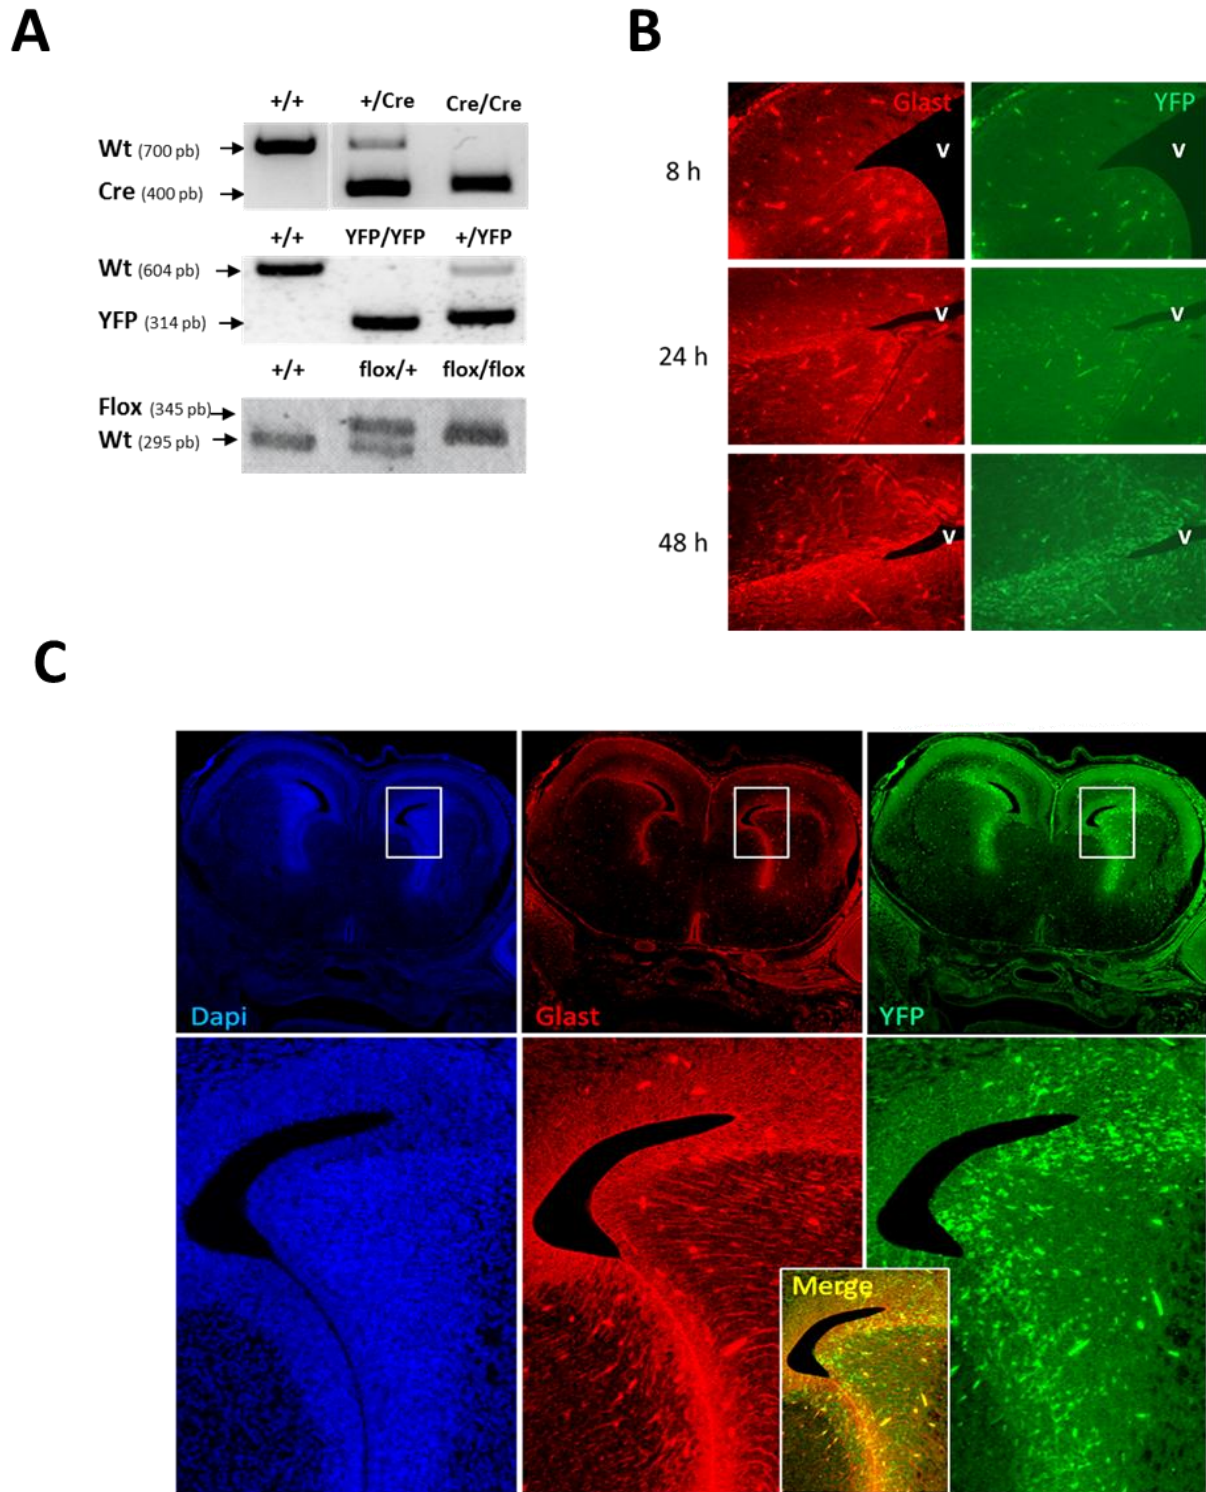 A
+/+ +/Cre Cre/Cre
Wt (700 pb)
Cre (400 pb)
+/+ YFP/YFP +/YFP
Wt (604 pb)
YFP (314 pb)
+/+ flox/+ flox/flox
Flox (345 pb)
Wt (295 pb)
B
Glast YFP
8 h
V V
24 h
V V
48 h
V V
C
Dapi Glast YFP
Merge